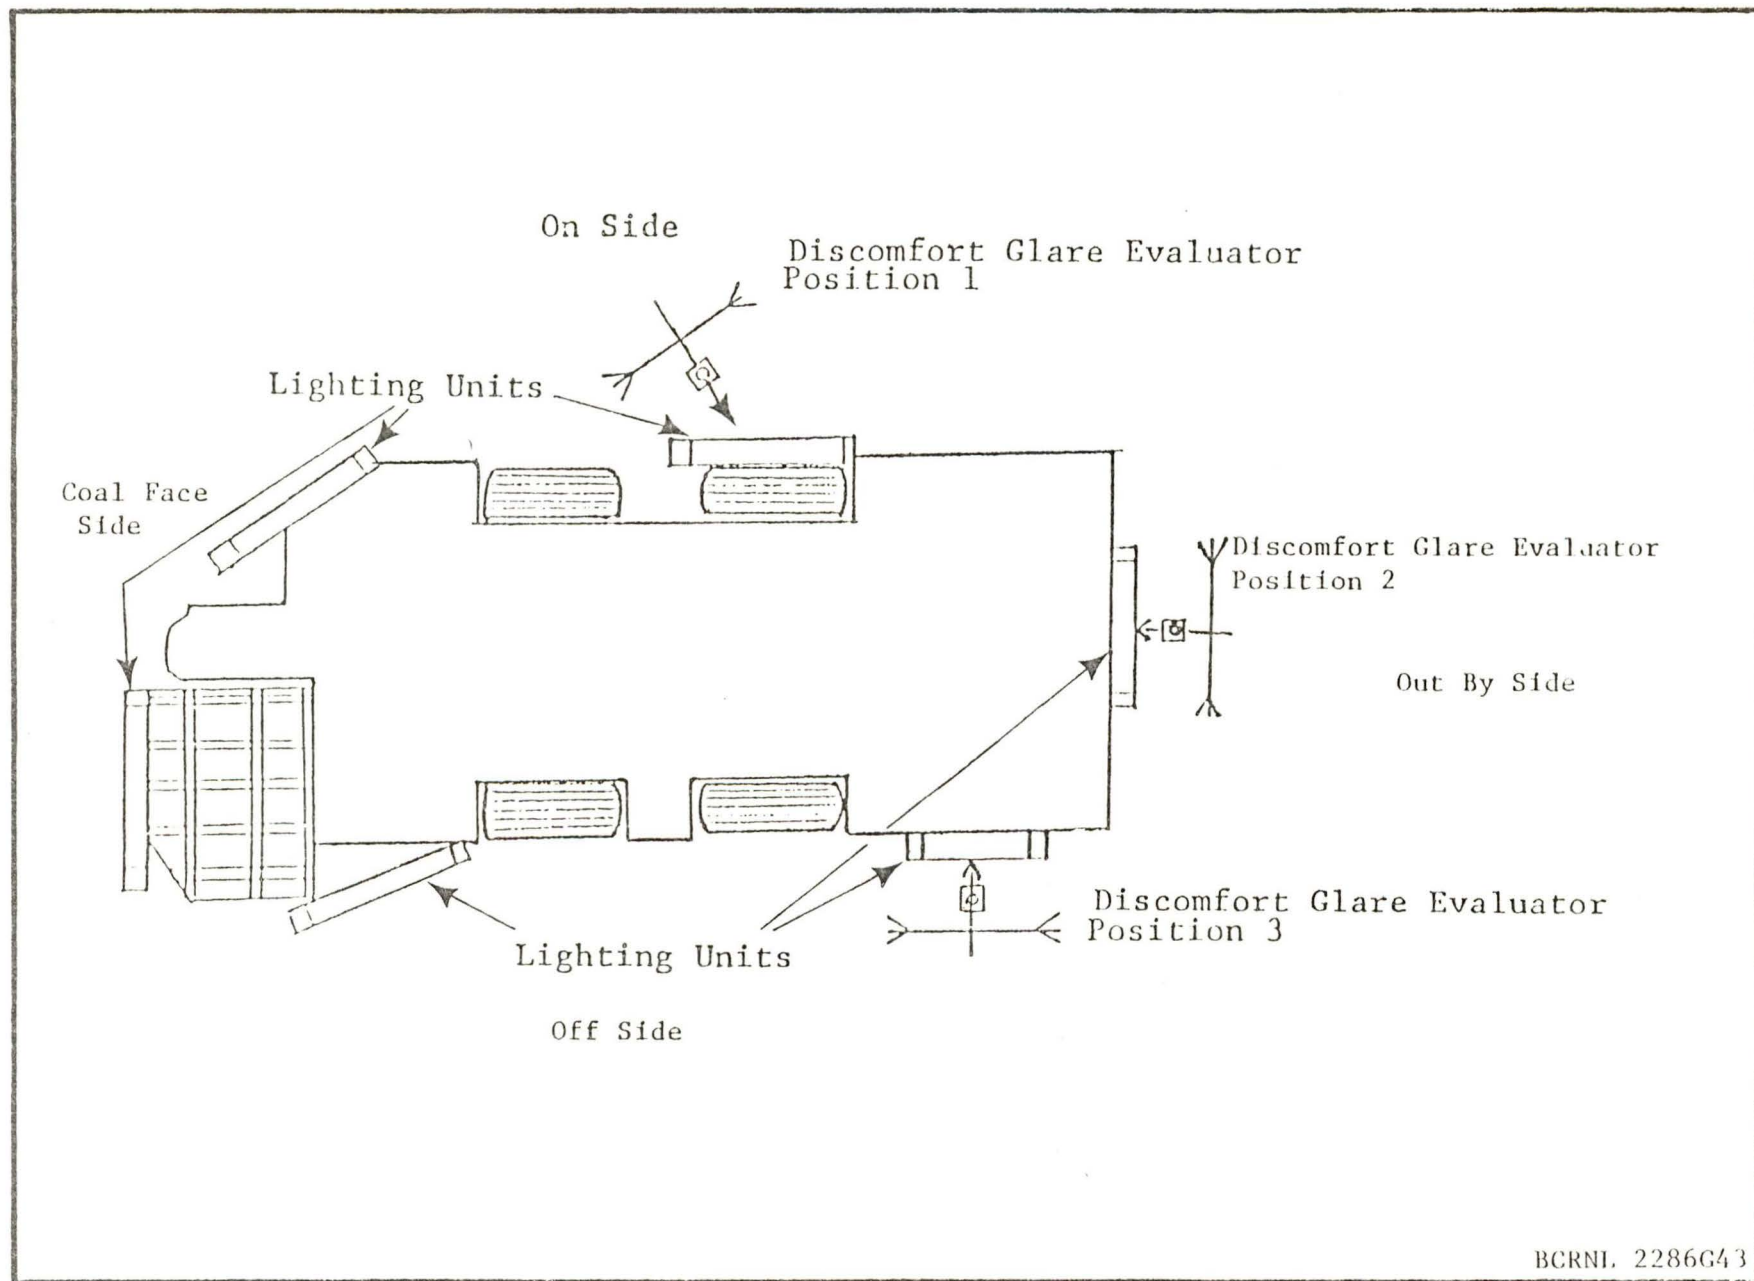 On Side
Discomfort Glare Evaluator
Position 1
Lighting Units
Coal Face
Side
Discomfort Glare Evaluator
Position 2
Out By Side
Discomfort Glare Evaluator
Position 3
Lighting Units
Off Side
BCRNL 2286G43